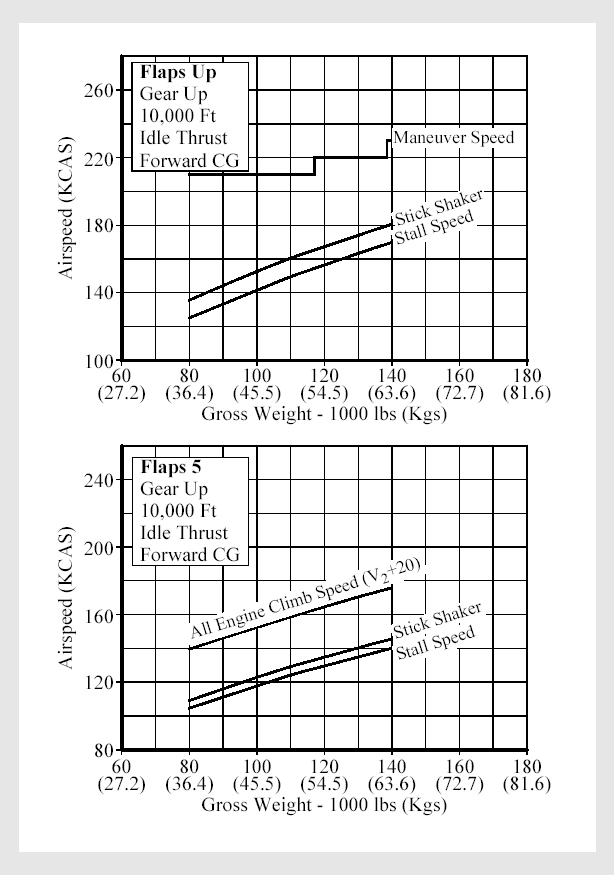 Flaps Up
Gear Up
10,000 Ft
Idle Thrust
Forward CG
Airspeed (KCAS)
260
220
180
140
100
Maneuver Speed
Stick Shaker
Stall Speed
60 80 100 120 140 160 180
(27.2) (36.4) (45.5) (54.5) (63.6) (72.7) (81.6)
Gross Weight - 1000 lbs (Kgs)
Flaps 5
Gear Up
10,000 Ft
Idle Thrust
Forward CG
Airspeed (KCAS)
240
200
160
120
80
All Engine Climb Speed (V2+20)
Stick Shaker
Stall Speed
60 80 100 120 140 160 180
(27.2) (36.4) (45.5) (54.5) (63.6) (72.7) (81.6)
Gross Weight - 1000 lbs (Kgs)